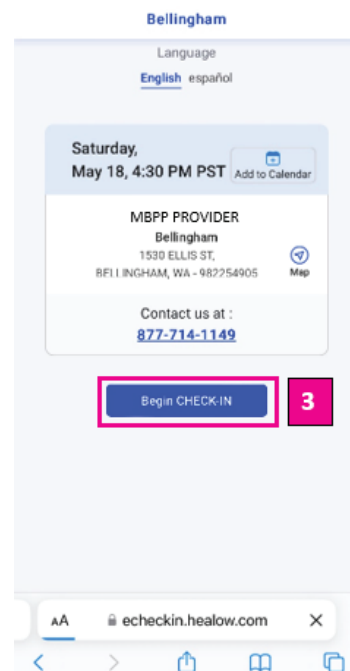 Bellingham
Language
English español
Saturday,
May 18, 4:30 PM PST
Add to Calendar
MBPP PROVIDER
Bellingham
1530 ELLIS ST,
BELLINGHAM, WA - 982254905
Map
Contact us at :
877-714-1149
Begin CHECK-IN
3
AA echeckin.healow.com